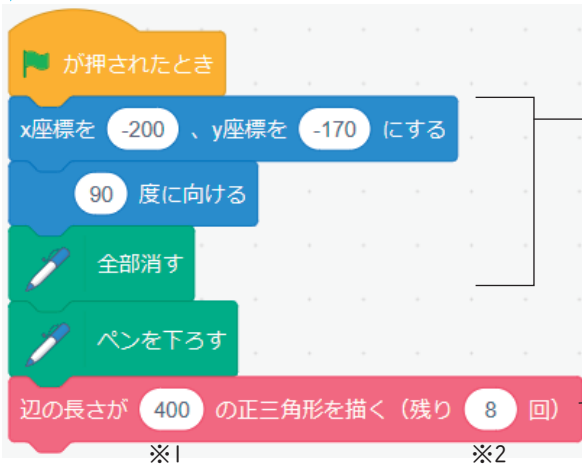 が押されたとき
x座標を -200 、y座標を -170 にする
90 度に向ける
全部消す
ペンを下ろす
辺の長さが 400 の正三角形を描く（残り 8 回）
※1 ※2